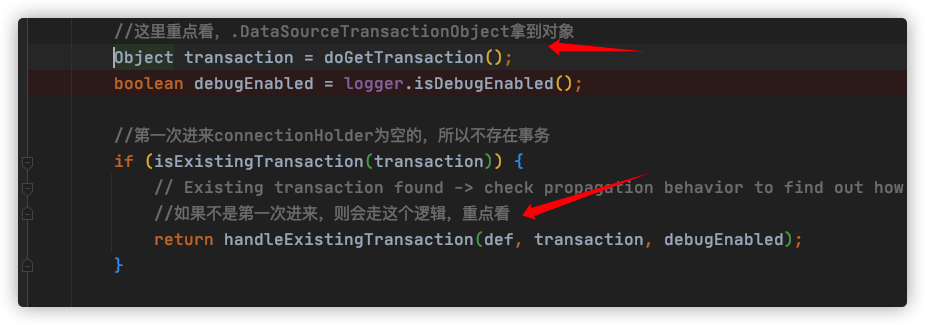 //这里重点看，.DataSourceTransactionObject拿到对象
Object transaction = doGetTransaction();
boolean debugEnabled = logger.isDebugEnabled();
//第一次进来connectionHolder为空的，所以不存在事务
if (isExistingTransaction(transaction)) {
// Existing transaction found -> check propagation behavior to find out how
//如果不是第一次进来，则会走这个逻辑，重点看
return handleExistingTransaction(def, transaction, debugEnabled);
}